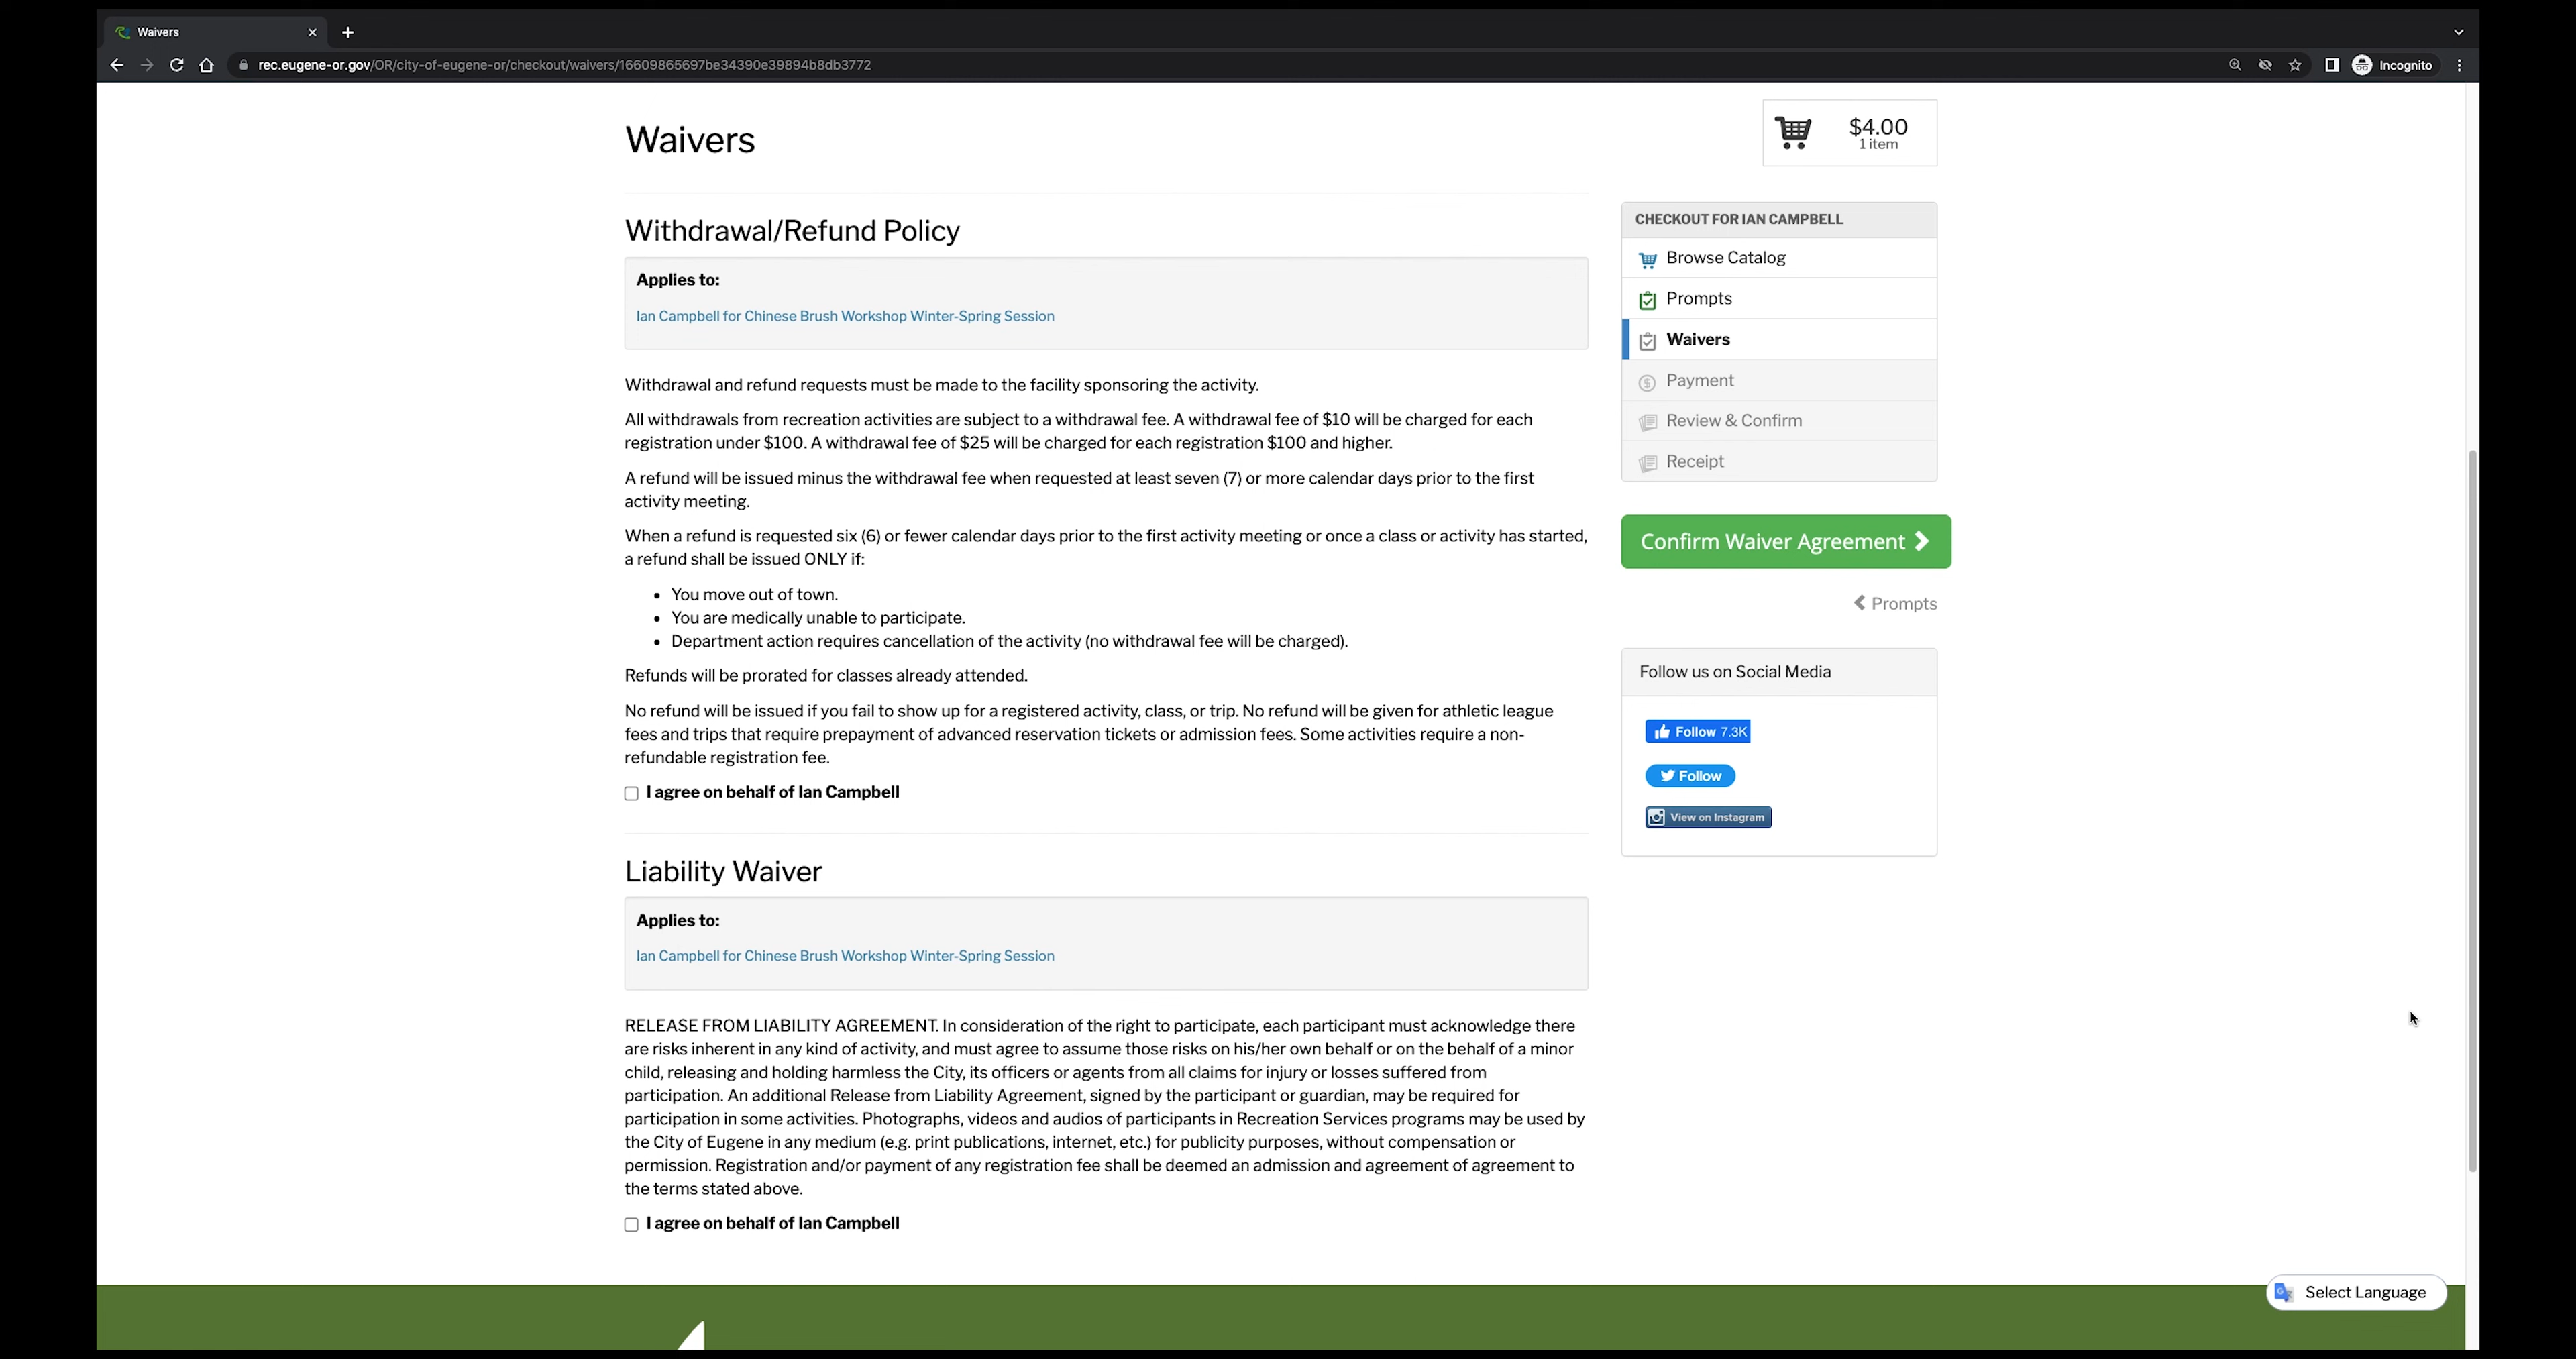 Waivers
rec.eugene-or.gov/OR/city-of-eugene-or/checkout/waivers/16609865697be34390e39894b8db3772
Incognito
Waivers
$4.00
1 item
Withdrawal/Refund Policy
Applies to:
Ian Campbell for Chinese Brush Workshop Winter-Spring Session
Withdrawal and refund requests must be made to the facility sponsoring the activity.
All withdrawals from recreation activities are subject to a withdrawal fee. A withdrawal fee of $10 will be charged for each
registration under $100. A withdrawal fee of $25 will be charged for each registration $100 and higher.
A refund will be issued minus the withdrawal fee when requested at least seven (7) or more calendar days prior to the first
activity meeting.
When a refund is requested six (6) or fewer calendar days prior to the first activity meeting or once a class or activity has started,
a refund shall be issued ONLY if:
• You move out of town.
• You are medically unable to participate.
• Department action requires cancellation of the activity (no withdrawal fee will be charged).
Refunds will be prorated for classes already attended.
No refund will be issued if you fail to show up for a registered activity, class, or trip. No refund will be given for athletic league
fees and trips that require prepayment of advanced reservation tickets or admission fees. Some activities require a non-
refundable registration fee.
I agree on behalf of Ian Campbell
Liability Waiver
Applies to:
Ian Campbell for Chinese Brush Workshop Winter-Spring Session
RELEASE FROM LIABILITY AGREEMENT. In consideration of the right to participate, each participant must acknowledge there
are risks inherent in any kind of activity, and must agree to assume those risks on his/her own behalf or on the behalf of a minor
child, releasing and holding harmless the City, its officers or agents from all claims for injury or losses suffered from
participation. An additional Release from Liability Agreement, signed by the participant or guardian, may be required for
participation in some activities. Photographs, videos and audios of participants in Recreation Services programs may be used by
the City of Eugene in any medium (e.g. print publications, internet, etc.) for publicity purposes, without compensation or
permission. Registration and/or payment of any registration fee shall be deemed an admission and agreement of agreement to
the terms stated above.
I agree on behalf of Ian Campbell
CHECKOUT FOR IAN CAMPBELL
Browse Catalog
Prompts
Waivers
Payment
Review & Confirm
Receipt
Confirm Waiver Agreement
Prompts
Follow us on Social Media
Follow 7.3K
Follow
View on Instagram
Select Language